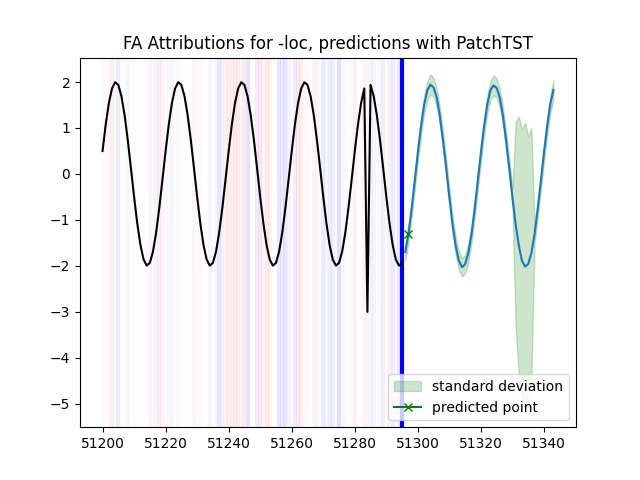 FA Attributions for -loc, predictions with PatchTST
2
1
0
−1
−2
−3
−4
−5
standard deviation
predicted point
51200 51220 51240 51260 51280 51300 51320 51340